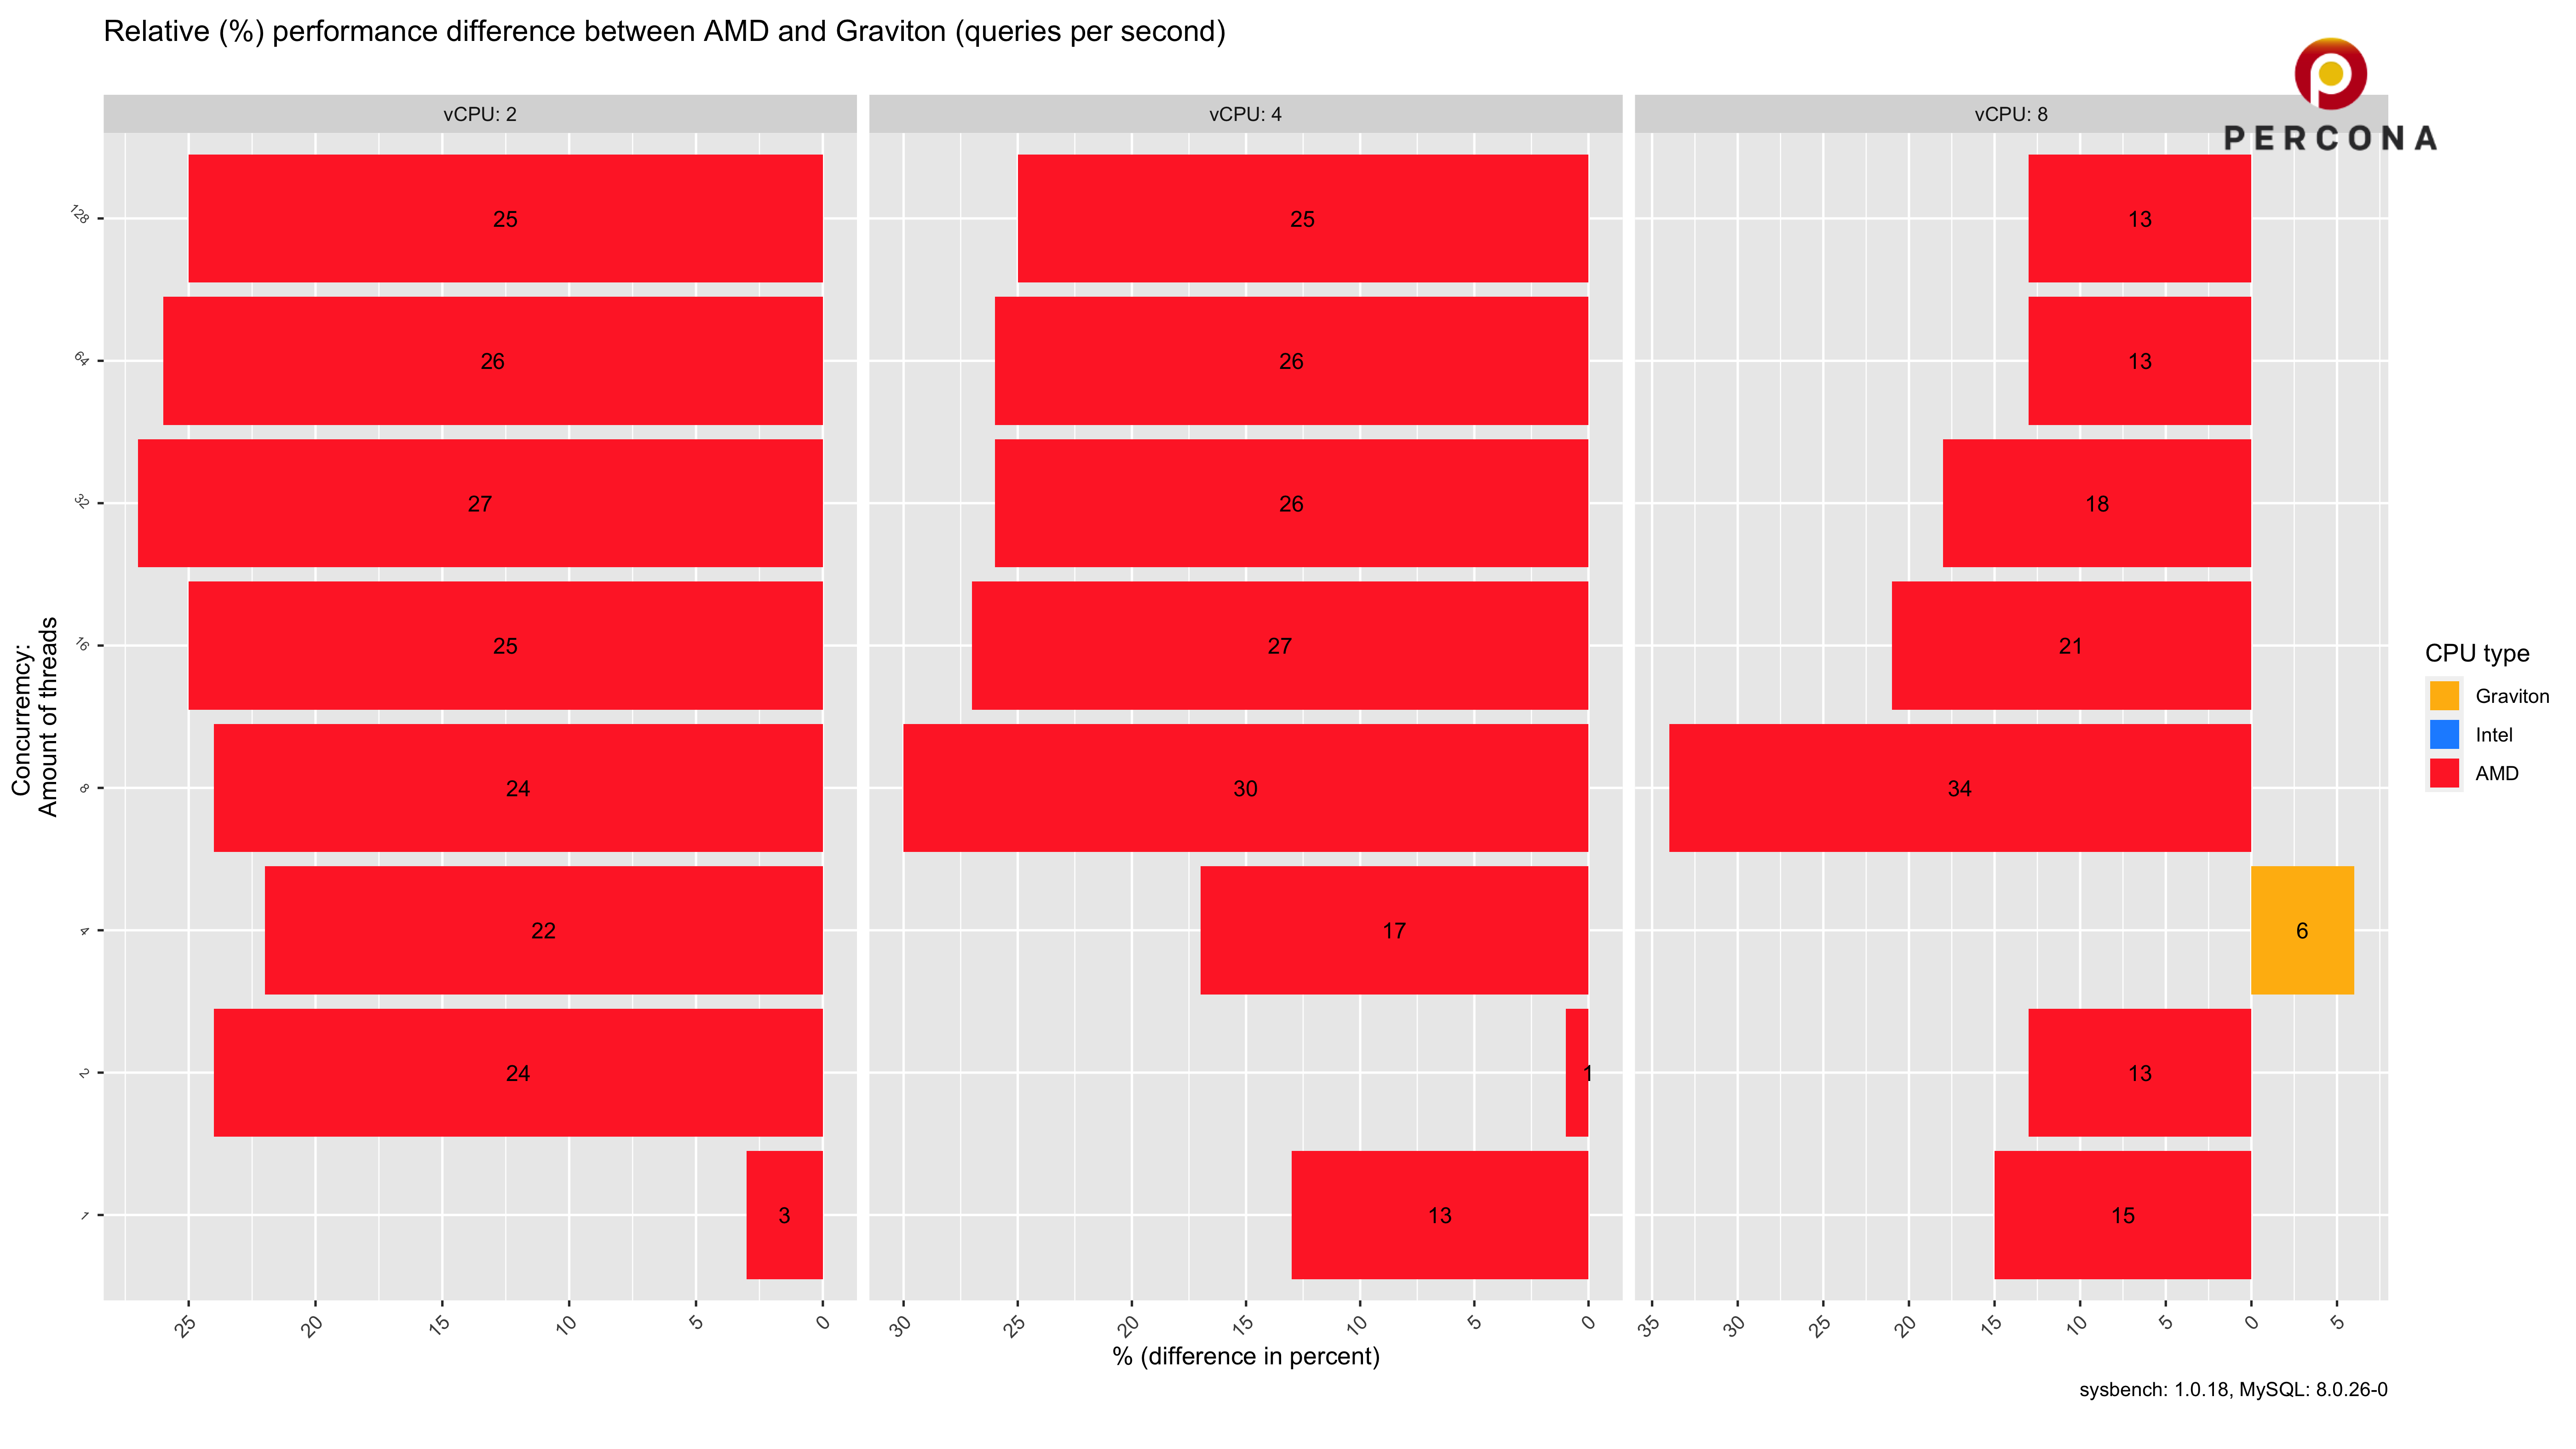 Relative (%) performance difference between AMD and Graviton (queries per second)
PERCONA
vCPU: 2
vCPU: 4
vCPU: 8
Concurremcy:
Amount of threads
128
25
25
13
64
26
26
13
32
27
26
18
16
25
27
21
8
24
30
34
4
22
17
6
2
24
1
13
1
3
13
15
25 20 15 10 5 0
30 25 20 15 10 5 0
35 30 25 20 15 10 5 0 5
% (difference in percent)
CPU type
Graviton
Intel
AMD
sysbench: 1.0.18, MySQL: 8.0.26-0